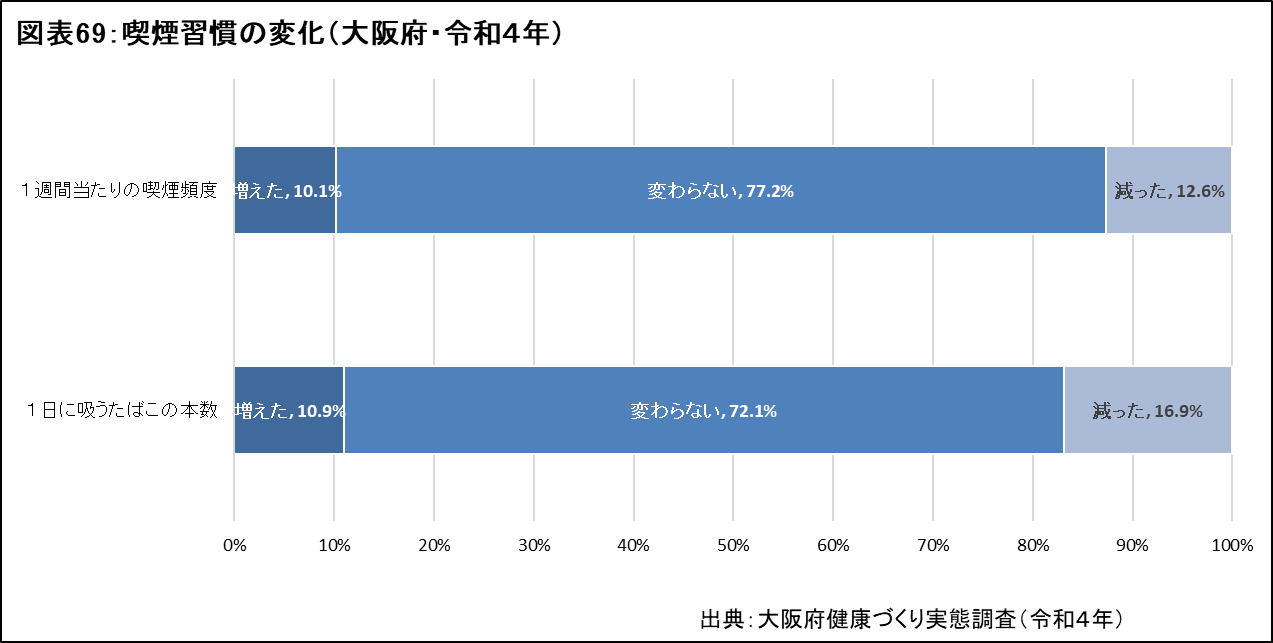 図表69：喫煙習慣の変化（大阪府・令和４年）
１週間当たりの喫煙頻度
増えた, 10.1%
変わらない, 77.2%
減った, 12.6%
１日に吸うたばこの本数
増えた, 10.9%
変わらない, 72.1%
減った, 16.9%
0% 10% 20% 30% 40% 50% 60% 70% 80% 90% 100%
出典：大阪府健康づくり実態調査（令和４年）